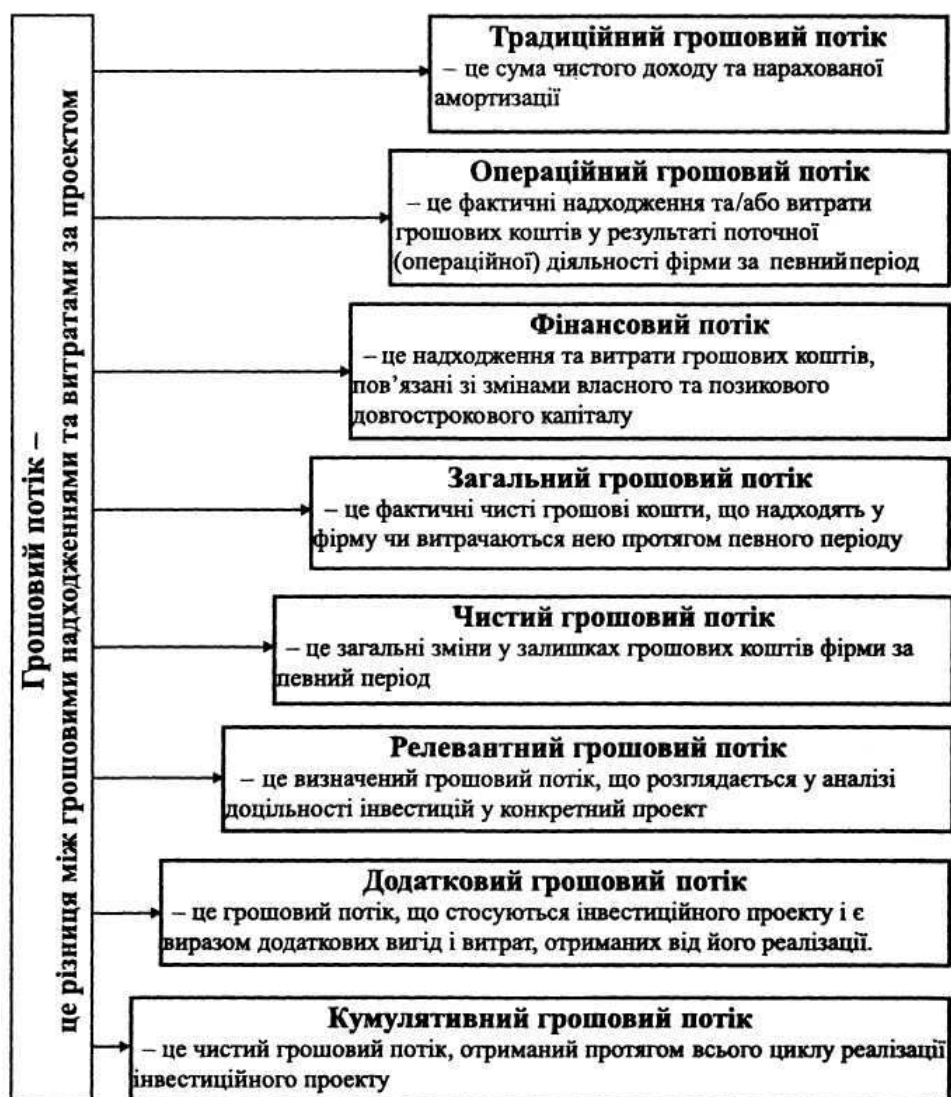 Грошовий потік –
це різниця між грошовими надходженнями та витратами за проектом
Традиційний грошовий потік
– це сума чистого доходу та нарахованої
амортизації
Операційний грошовий потік
– це фактичні надходження та/або витрати
грошових коштів у результаті поточної
(операційної) діяльності фірми за певний період
Фінансовий потік
– це надходження та витрати грошових коштів,
пов’язані зі змінами власного та позикового
довгострокового капіталу
Загальний грошовий потік
– це фактичні чисті грошові кошти, що надходять у
фірму чи витрачаються нею протягом певного періоду
Чистий грошовий потік
– це загальні зміни у залишках грошових коштів фірми за
певний період
Релевантний грошовий потік
– це визначений грошовий потік, що розглядається у аналізі
доцільності інвестицій у конкретний проект
Додатковий грошовий потік
– це грошовий потік, що стосуються інвестиційного проекту і є
виразом додаткових вигід і витрат, отриманих від його реалізації.
Кумулятивний грошовий потік
– це чистий грошовий потік, отриманий протягом всього циклу реалізації
інвестиційного проекту